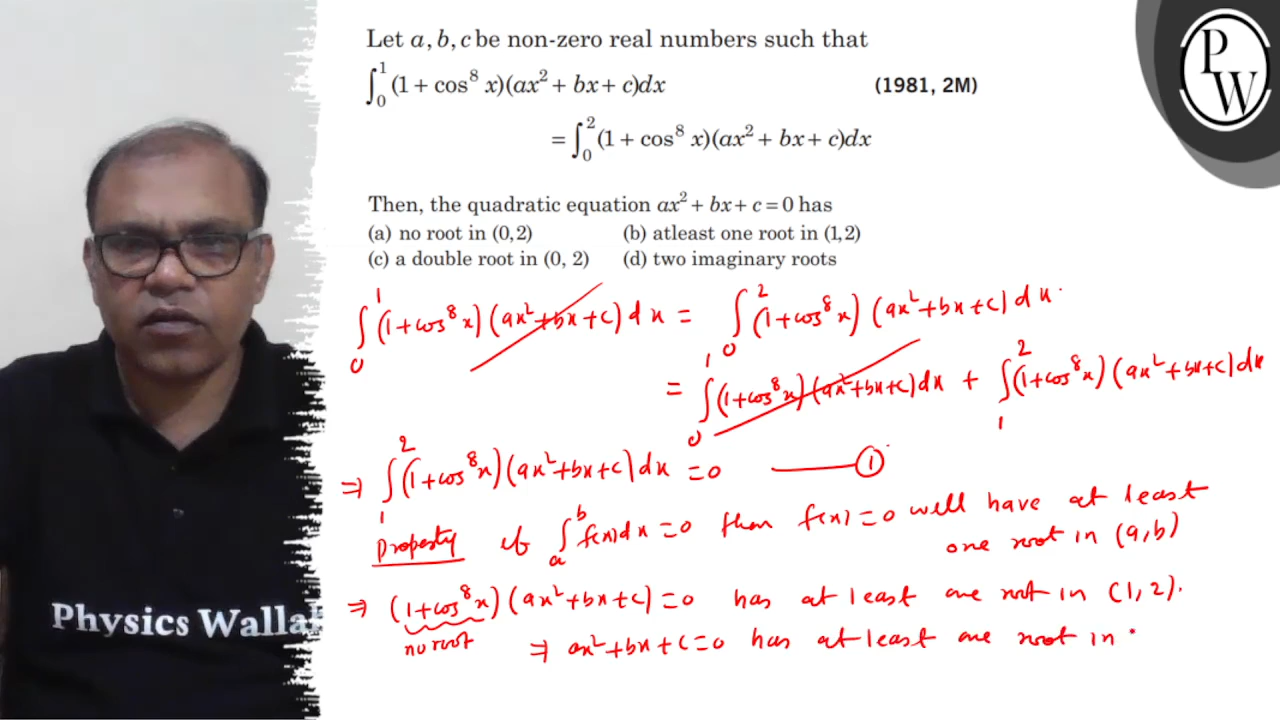 Let a, b, c be non-zero real numbers such that
∫₀¹ (1 + cos⁸ x)(ax² + bx + c)dx (1981, 2M)
= ∫₀² (1 + cos⁸ x)(ax² + bx + c)dx
Then, the quadratic equation ax² + bx + c = 0 has
(a) no root in (0, 2) (b) atleast one root in (1, 2)
(c) a double root in (0, 2) (d) two imaginary roots
∫₀¹ (1+cos⁸x)(ax²+bx+c)dx = ∫₀² (1+cos⁸x)(ax²+bx+c)dx.
= ∫₀¹ (1+cos⁸x)(ax²+bx+c)dx + ∫₁² (1+cos⁸x)(ax²+bx+c)dx
⇒ ∫₁² (1+cos⁸x)(ax²+bx+c)dx = 0 —— ①
Property if ∫ₐᵇ f(x)dx = 0 then f(x) = 0 will have at least
one root in (a, b)
⇒ (1+cos⁸x)(ax²+bx+c) = 0 has at least one root in (1, 2).
no root
⇒ ax²+bx+c = 0 has at least one root in
PW
Physics Walla